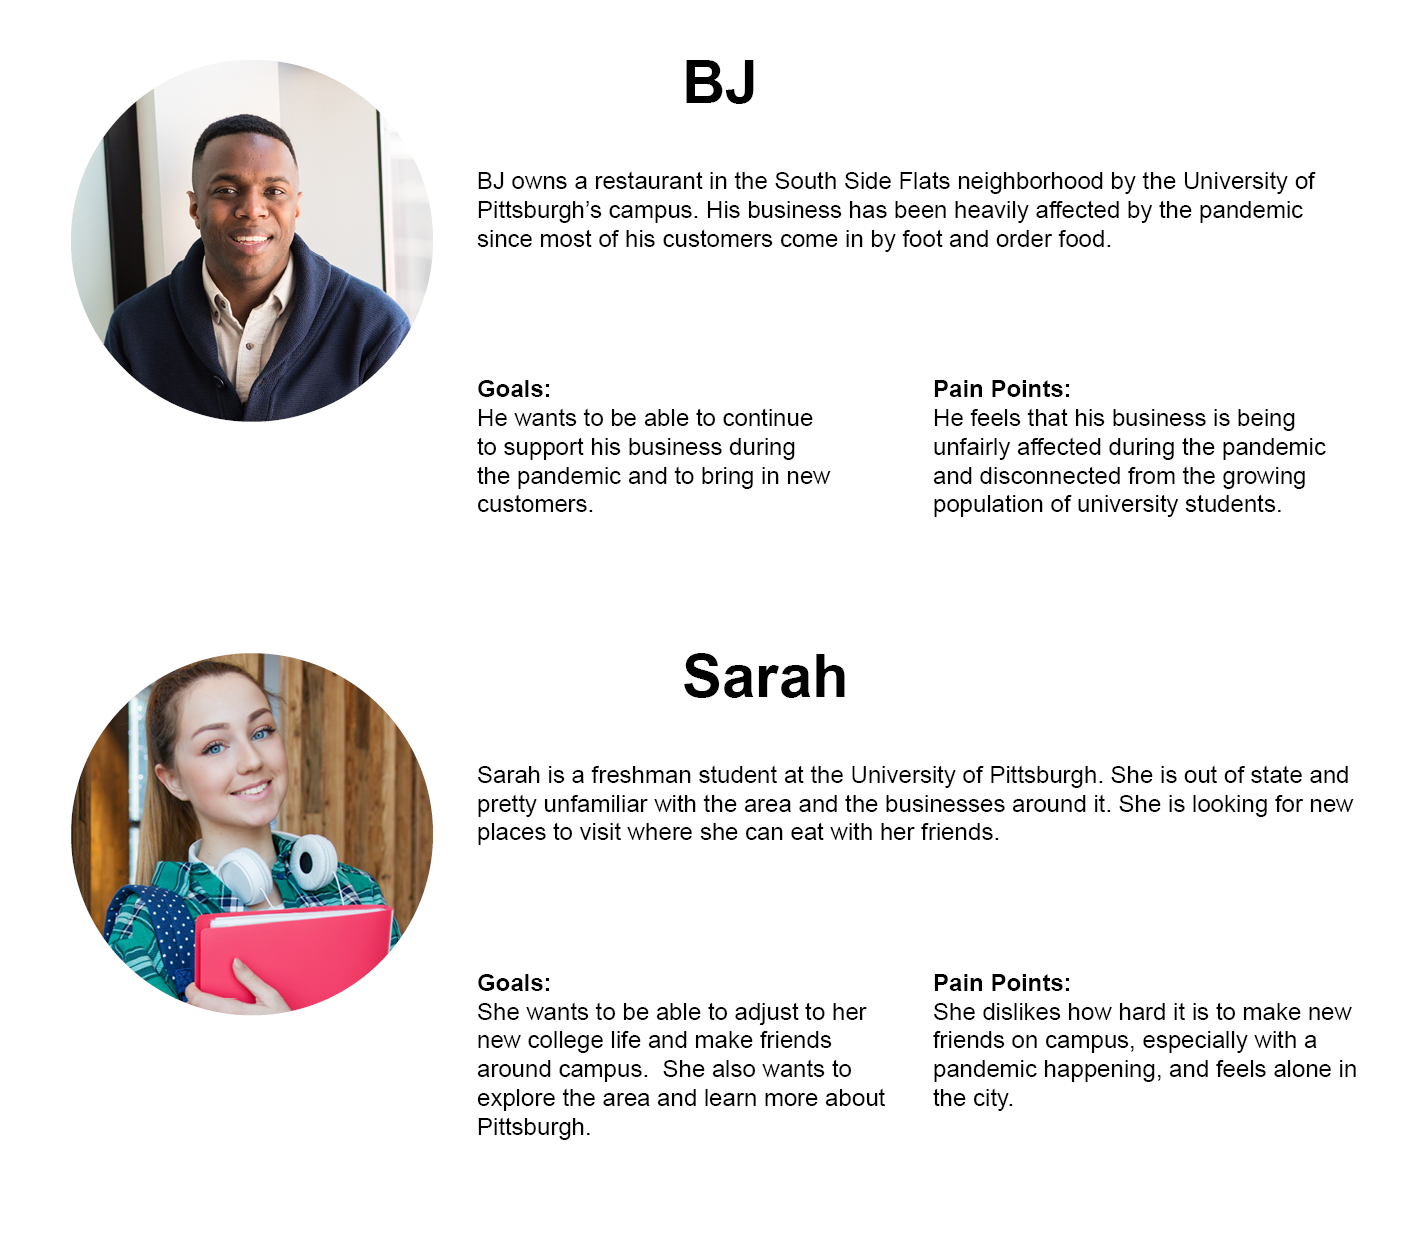 BJ
BJ owns a restaurant in the South Side Flats neighborhood by the University of
Pittsburgh’s campus. His business has been heavily affected by the pandemic
since most of his customers come in by foot and order food.
Goals:
He wants to be able to continue
to support his business during
the pandemic and to bring in new
customers.
Pain Points:
He feels that his business is being
unfairly affected during the pandemic
and disconnected from the growing
population of university students.
Sarah
Sarah is a freshman student at the University of Pittsburgh. She is out of state and
pretty unfamiliar with the area and the businesses around it. She is looking for new
places to visit where she can eat with her friends.
Goals:
She wants to be able to adjust to her
new college life and make friends
around campus.  She also wants to
explore the area and learn more about
Pittsburgh.
Pain Points:
She dislikes how hard it is to make new
friends on campus, especially with a
pandemic happening, and feels alone in
the city.